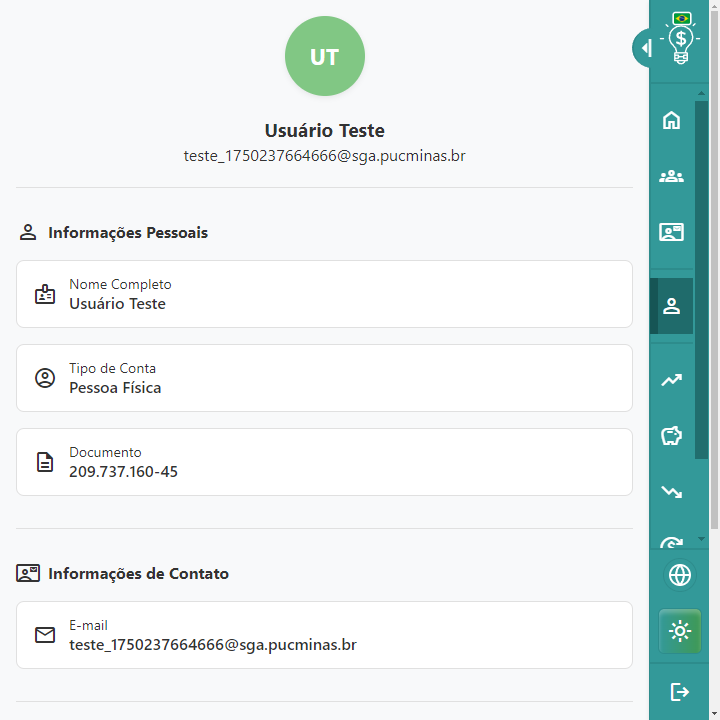 UT
Usuário Teste
teste_1750237664666@sga.pucminas.br
Informações Pessoais
Nome Completo
Usuário Teste
Tipo de Conta
Pessoa Física
Documento
209.737.160-45
Informações de Contato
E-mail
teste_1750237664666@sga.pucminas.br